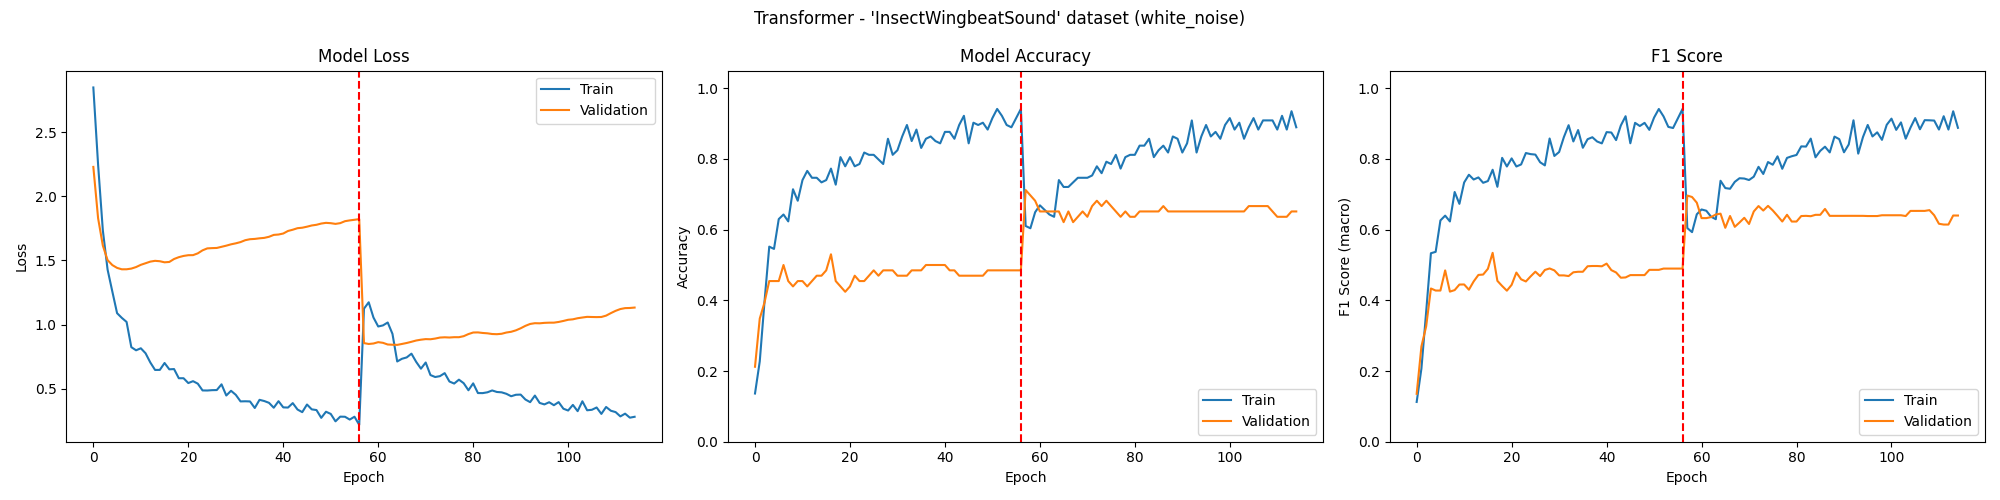 Transformer - 'InsectWingbeatSound' dataset (white_noise)
Model Loss
Loss
2.5
2.0
1.5
1.0
0.5
0 20 40 60 80 100
Epoch
Train
Validation
Model Accuracy
Accuracy
1.0
0.8
0.6
0.4
0.2
0.0
0 20 40 60 80 100
Epoch
Train
Validation
F1 Score
F1 Score (macro)
1.0
0.8
0.6
0.4
0.2
0.0
0 20 40 60 80 100
Epoch
Train
Validation